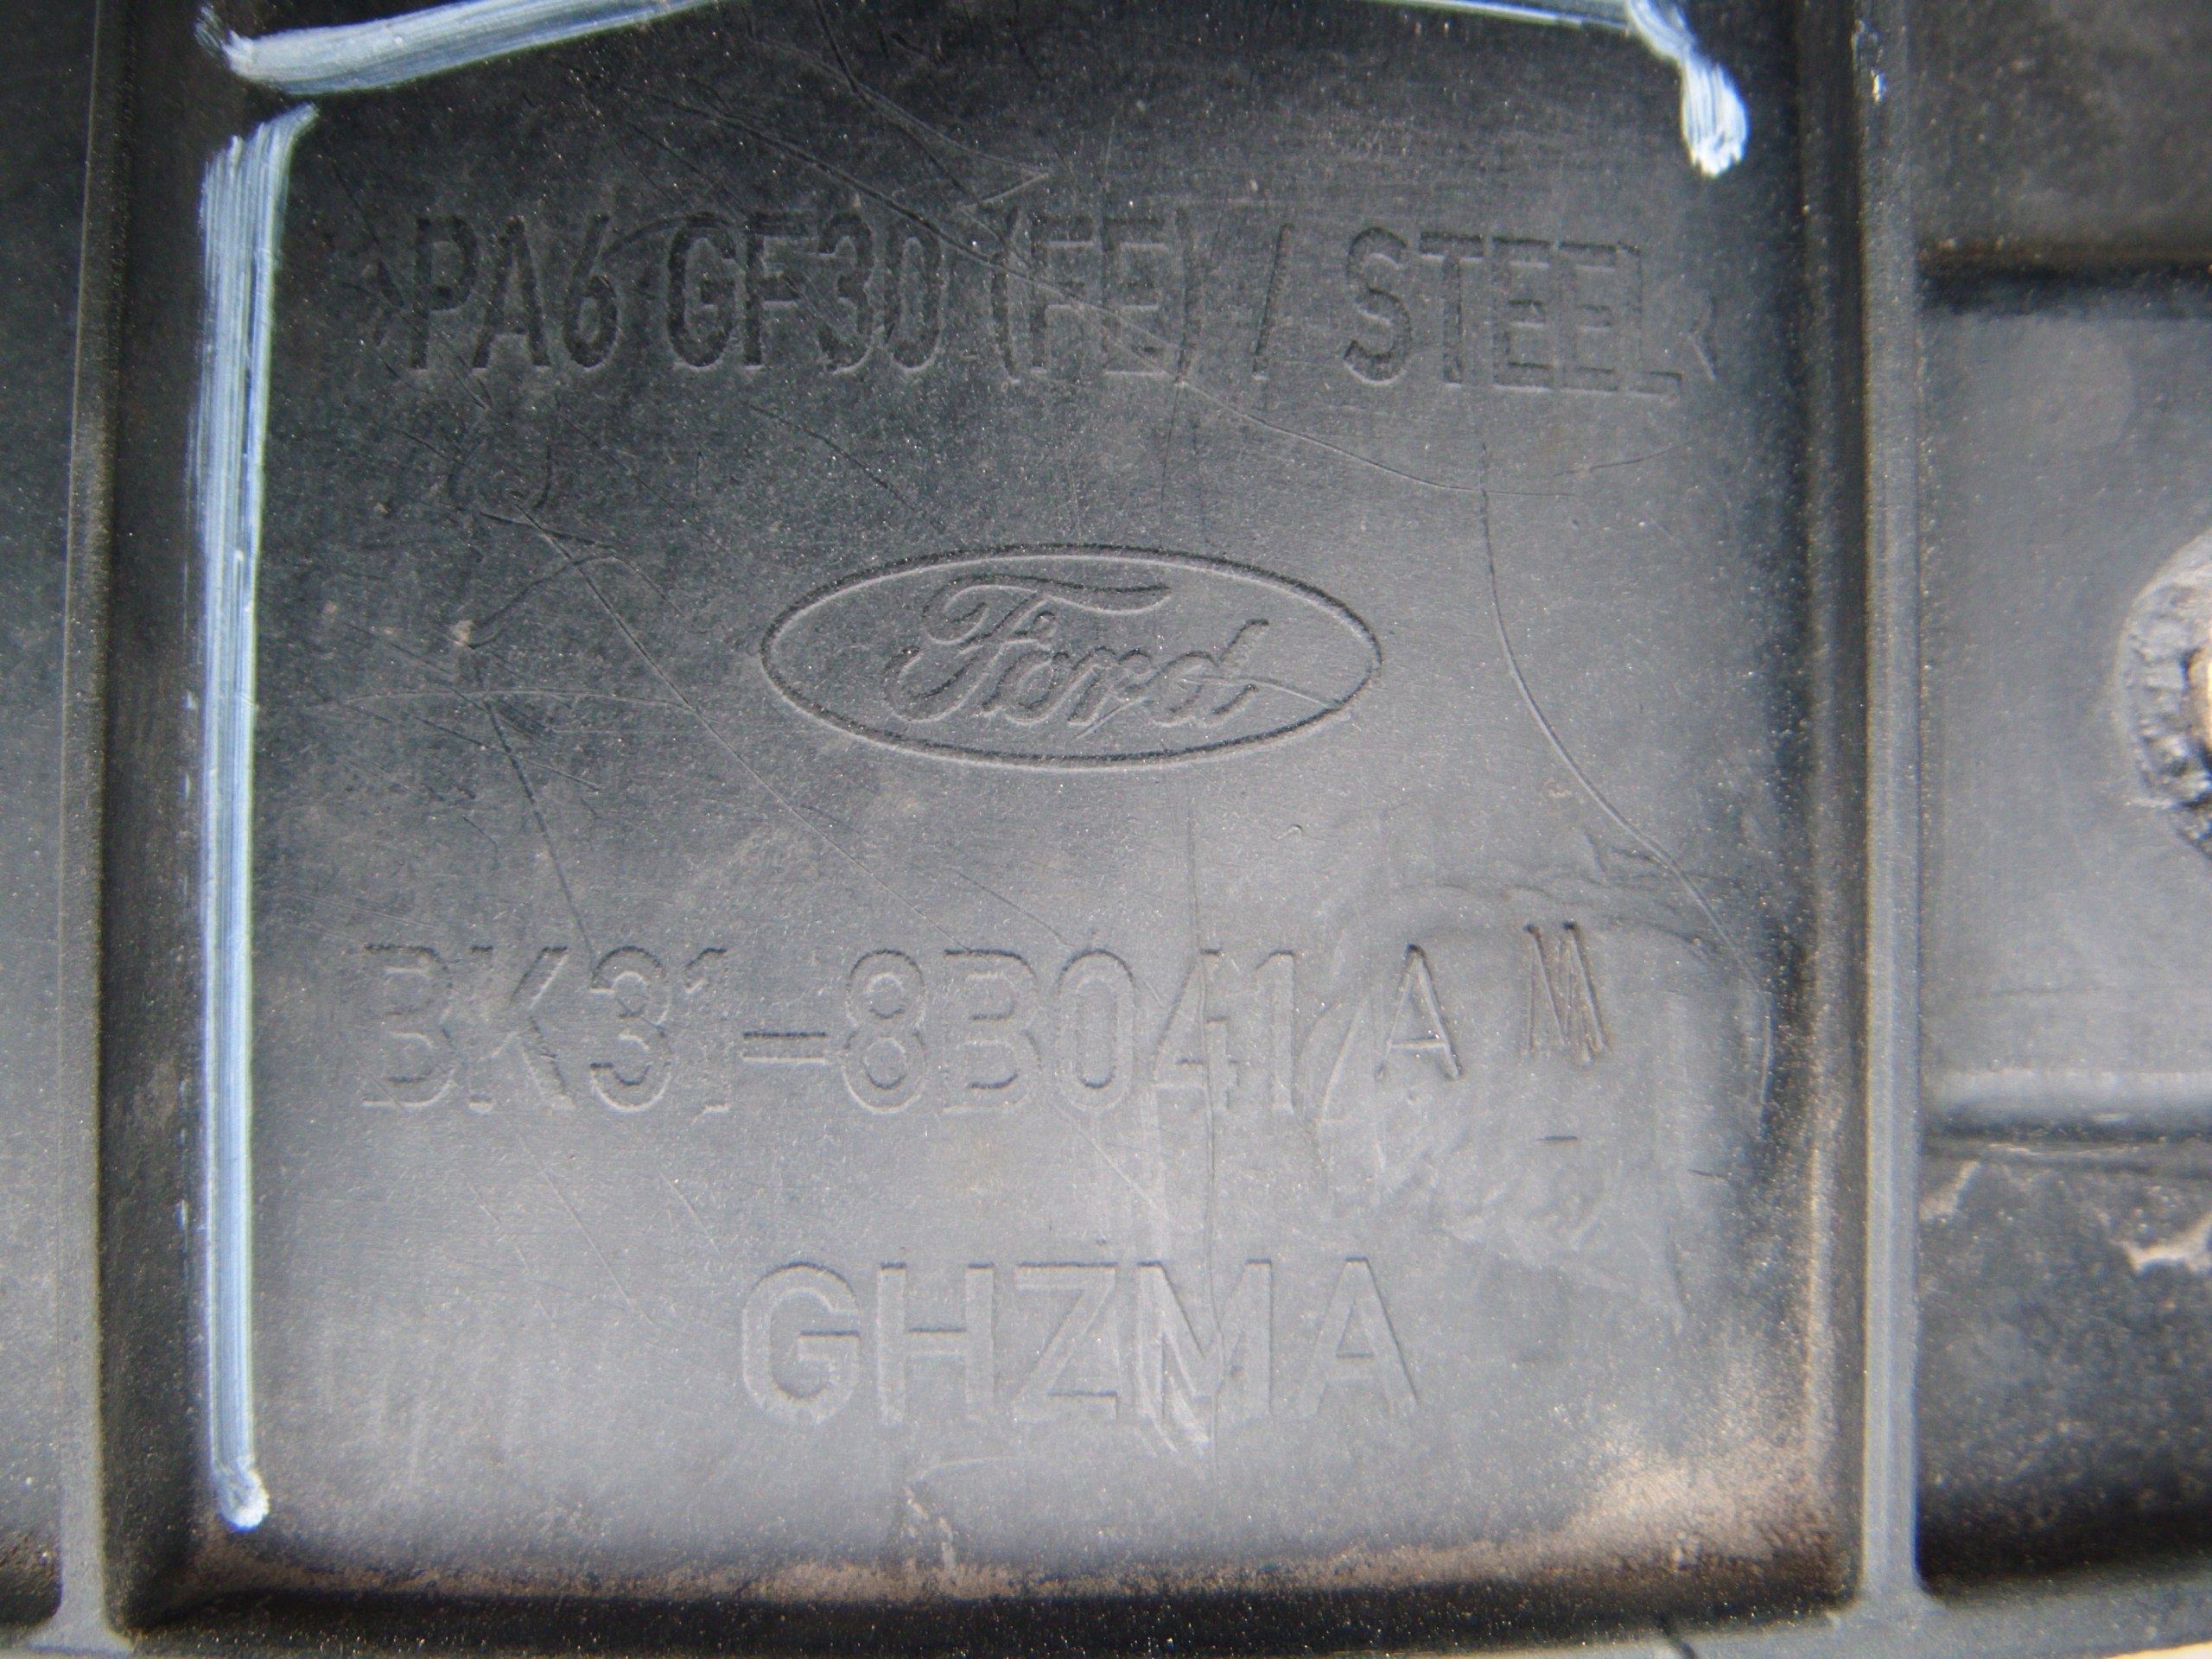 >PA6 GF30 (FE) / STEEL<
Ford
BK31-8B041 A
GHZMA